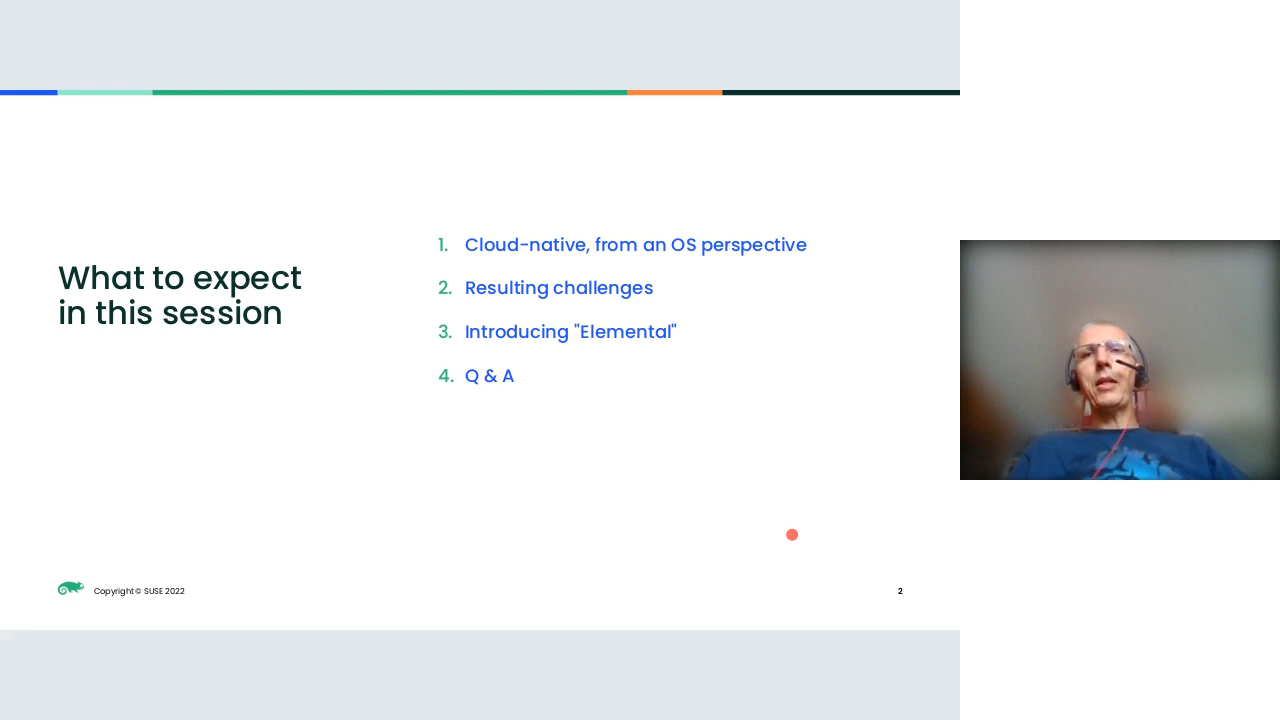 What to expect
in this session
1. Cloud-native, from an OS perspective
2. Resulting challenges
3. Introducing "Elemental"
4. Q & A
Copyright © SUSE 2022
2